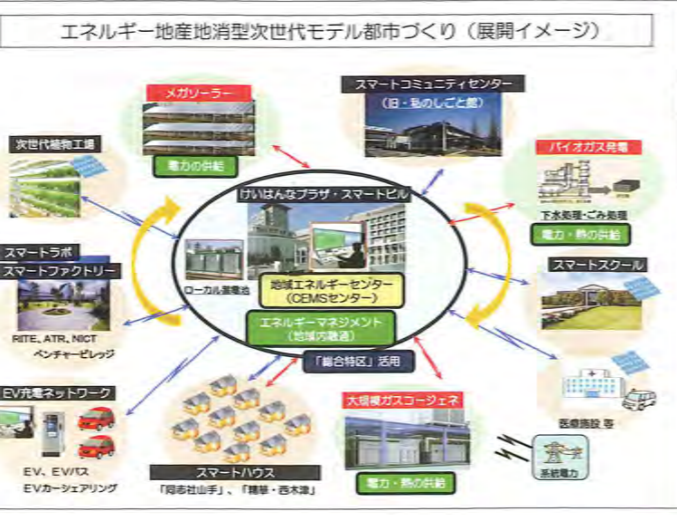 エネルギー地産地消型次世代モデル都市づくり（展開イメージ）
メガソーラー
電力の供給
スマートコミュニティセンター
（旧・私のしごと館）
次世代植物工場
バイオガス発電
下水処理・ごみ処理
電力・熱の供給
けいはんなプラザ・スマートビル
ローカル蓄電池
地域エネルギーセンター
（CEMSセンター）
エネルギーマネジメント
（地域内融通）
「総合特区」活用
スマートラボ
スマートファクトリー
RITE、ATR、NICT
ベンチャービレッジ
スマートスクール
EV充電ネットワーク
EV、EVバス
EVカーシェアリング
スマートハウス
「同志社山手」、「精華・西木津」
大規模ガスコージェネ
電力・熱の供給
医療施設 等
系統電力